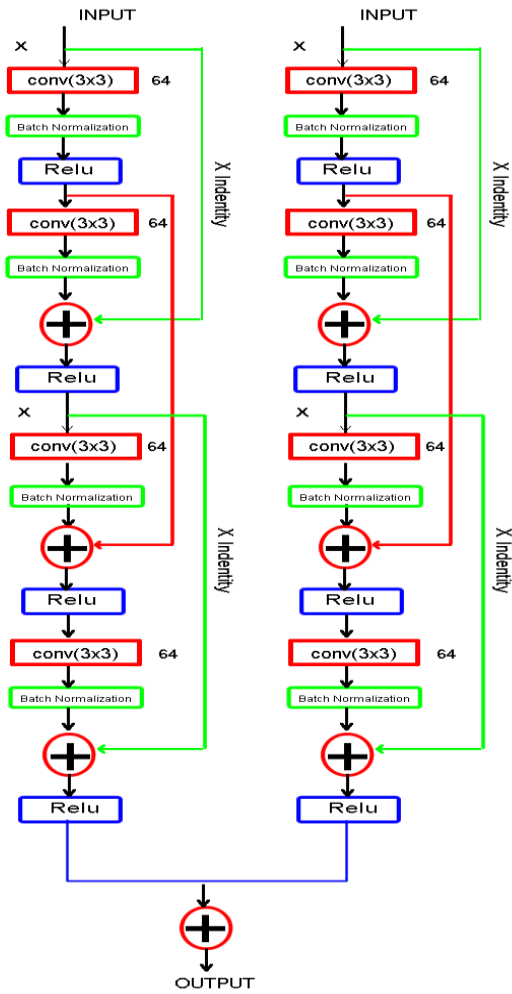 INPUT
X
conv(3x3) 64
Batch Normalization
Relu
X Indentity
conv(3x3) 64
Batch Normalization
Relu
X
conv(3x3) 64
Batch Normalization
X Indentity
Relu
conv(3x3) 64
Batch Normalization
Relu
INPUT
X
conv(3x3) 64
Batch Normalization
Relu
X Indentity
conv(3x3) 64
Batch Normalization
Relu
X
conv(3x3) 64
Batch Normalization
X Indentity
Relu
conv(3x3) 64
Batch Normalization
Relu
OUTPUT